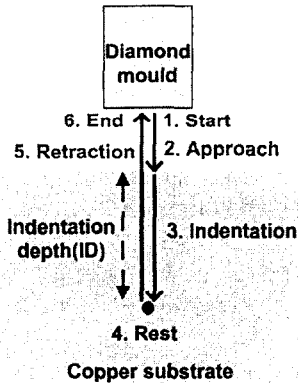 Diamond
mould
6. End
1. Start
5. Retraction
2. Approach
Indentation
depth(ID)
3. Indentation
4. Rest
Copper substrate